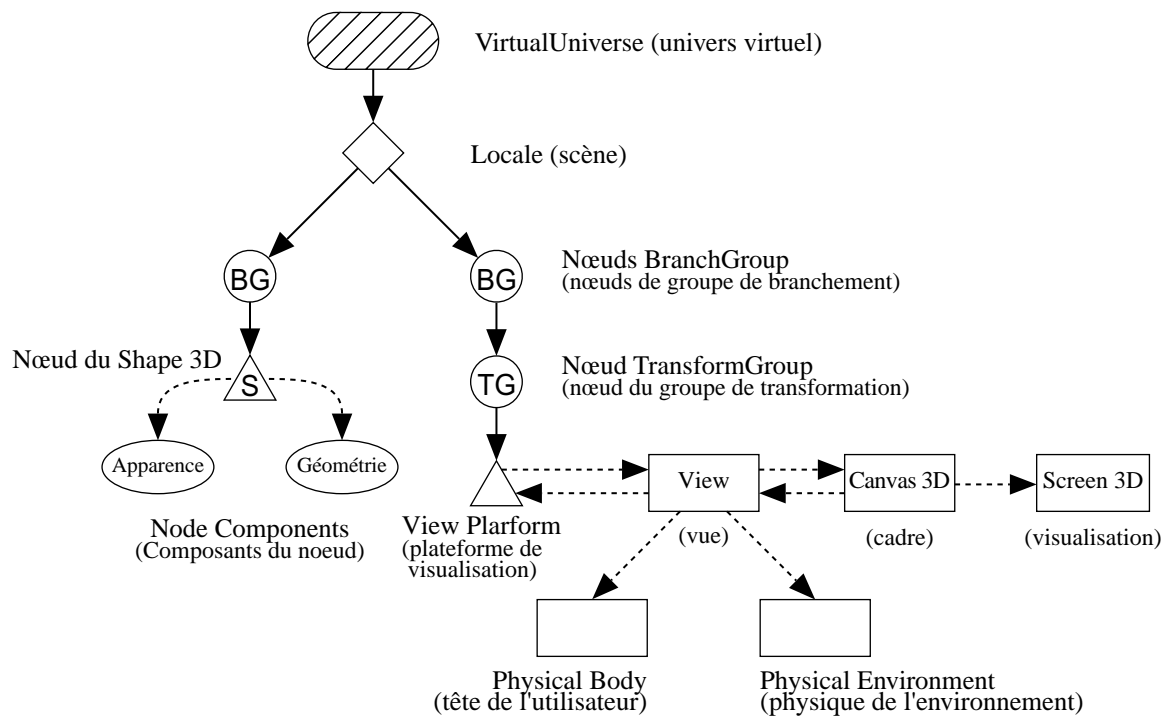 VirtualUniverse (univers virtuel)
Locale (scène)
BG
BG
Nœuds BranchGroup
(nœuds de groupe de branchement)
Nœud du Shape 3D
S
TG
Nœud TransformGroup
(nœud du groupe de transformation)
Apparence
Géométrie
View
Canvas 3D
Screen 3D
Node Components
(Composants du noeud)
View Plarform
(plateforme de
visualisation)
(vue)
(cadre)
(visualisation)
Physical Body
(tête de l'utilisateur)
Physical Environment
(physique de l'environnement)